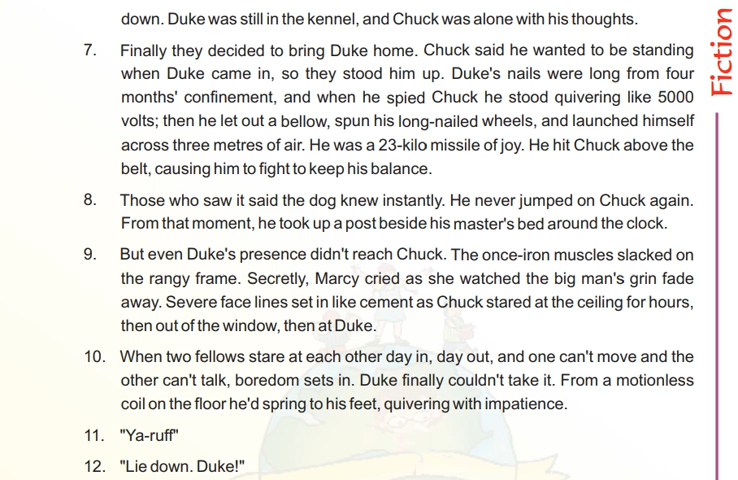 down. Duke was still in the kennel, and Chuck was alone with his thoughts.
7. Finally they decided to bring Duke home. Chuck said he wanted to be standing
when Duke came in, so they stood him up. Duke's nails were long from four
months' confinement, and when he spied Chuck he stood quivering like 5000
volts; then he let out a bellow, spun his long-nailed wheels, and launched himself
across three metres of air. He was a 23-kilo missile of joy. He hit Chuck above the
belt, causing him to fight to keep his balance.
8. Those who saw it said the dog knew instantly. He never jumped on Chuck again.
From that moment, he took up a post beside his master's bed around the clock.
9. But even Duke's presence didn't reach Chuck. The once-iron muscles slacked on
the rangy frame. Secretly, Marcy cried as she watched the big man's grin fade
away. Severe face lines set in like cement as Chuck stared at the ceiling for hours,
then out of the window, then at Duke.
10. When two fellows stare at each other day in, day out, and one can't move and the
other can't talk, boredom sets in. Duke finally couldn't take it. From a motionless
coil on the floor he'd spring to his feet, quivering with impatience.
11. "Ya-ruff"
12. "Lie down. Duke!"
Fiction